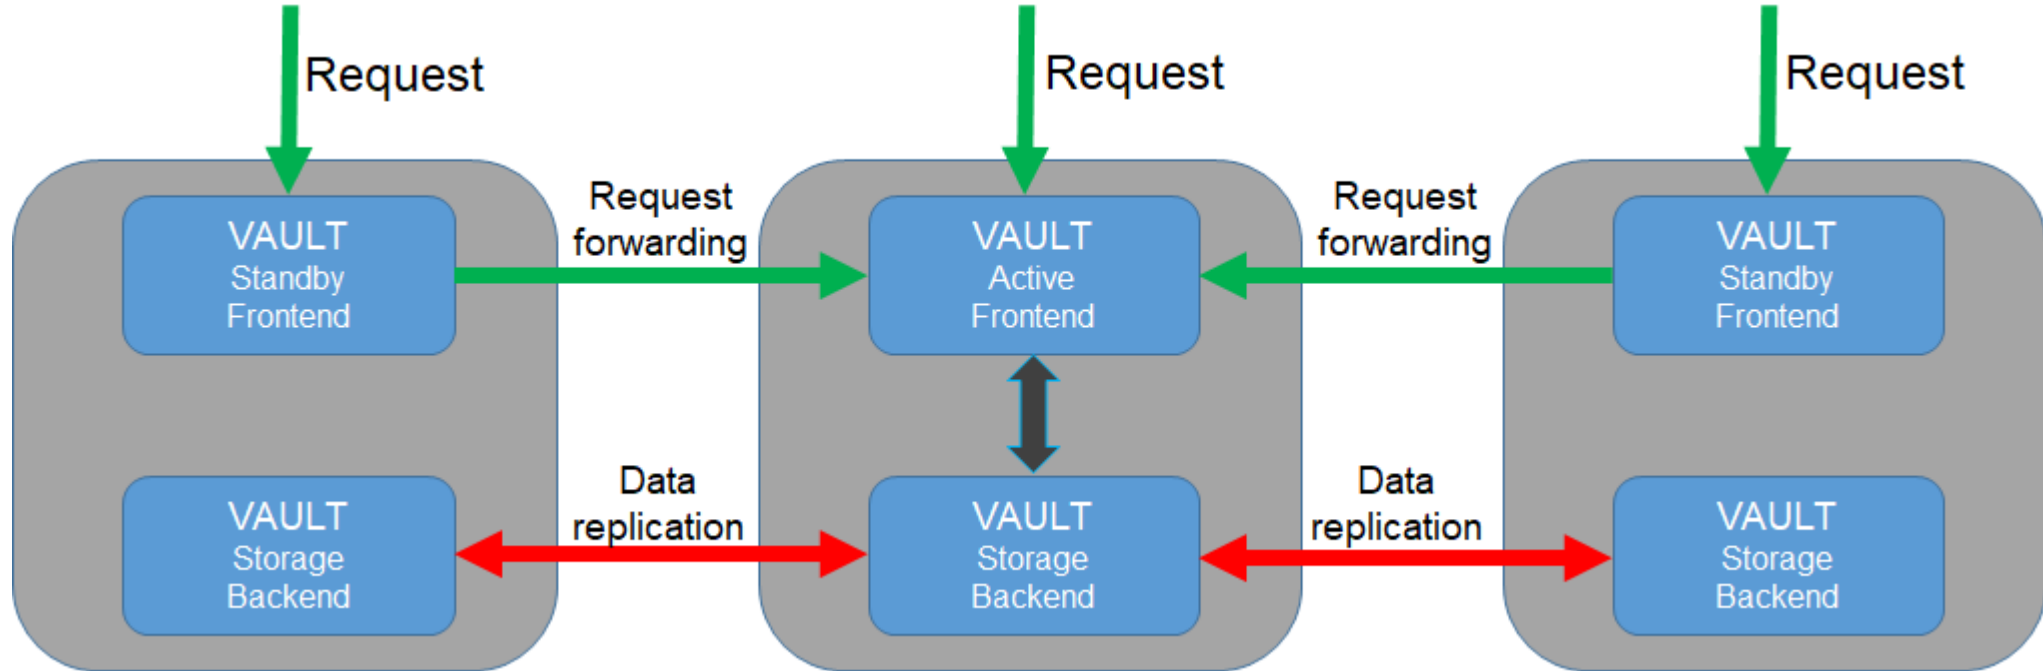 Request
Request
Request
VAULT
Standby
Frontend
Request
forwarding
VAULT
Active
Frontend
Request
forwarding
VAULT
Standby
Frontend
VAULT
Storage
Backend
Data
replication
VAULT
Storage
Backend
Data
replication
VAULT
Storage
Backend